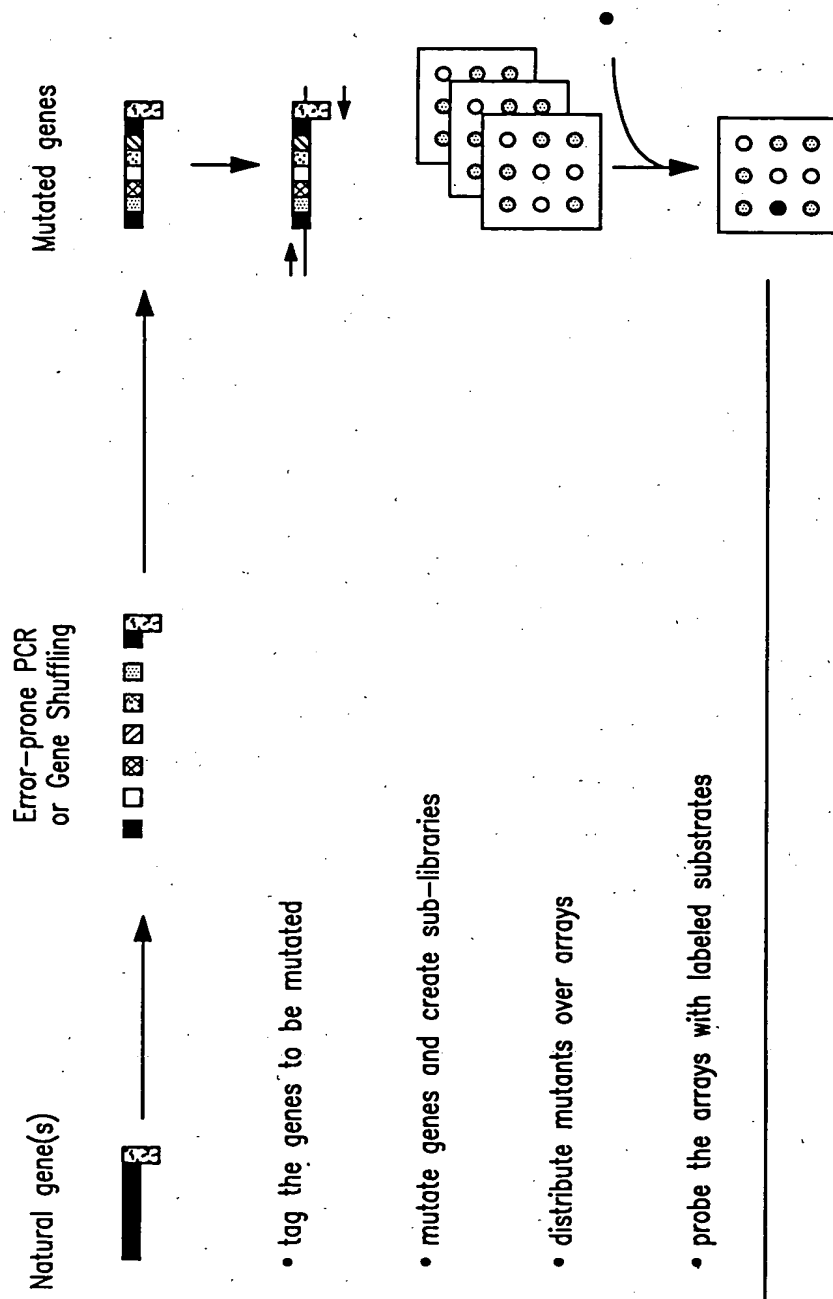 Natural gene(s)
Error-prone PCR
or Gene Shuffling
Mutated genes
• tag the genes to be mutated
• mutate genes and create sub-libraries
• distribute mutants over arrays
• probe the arrays with labeled substrates